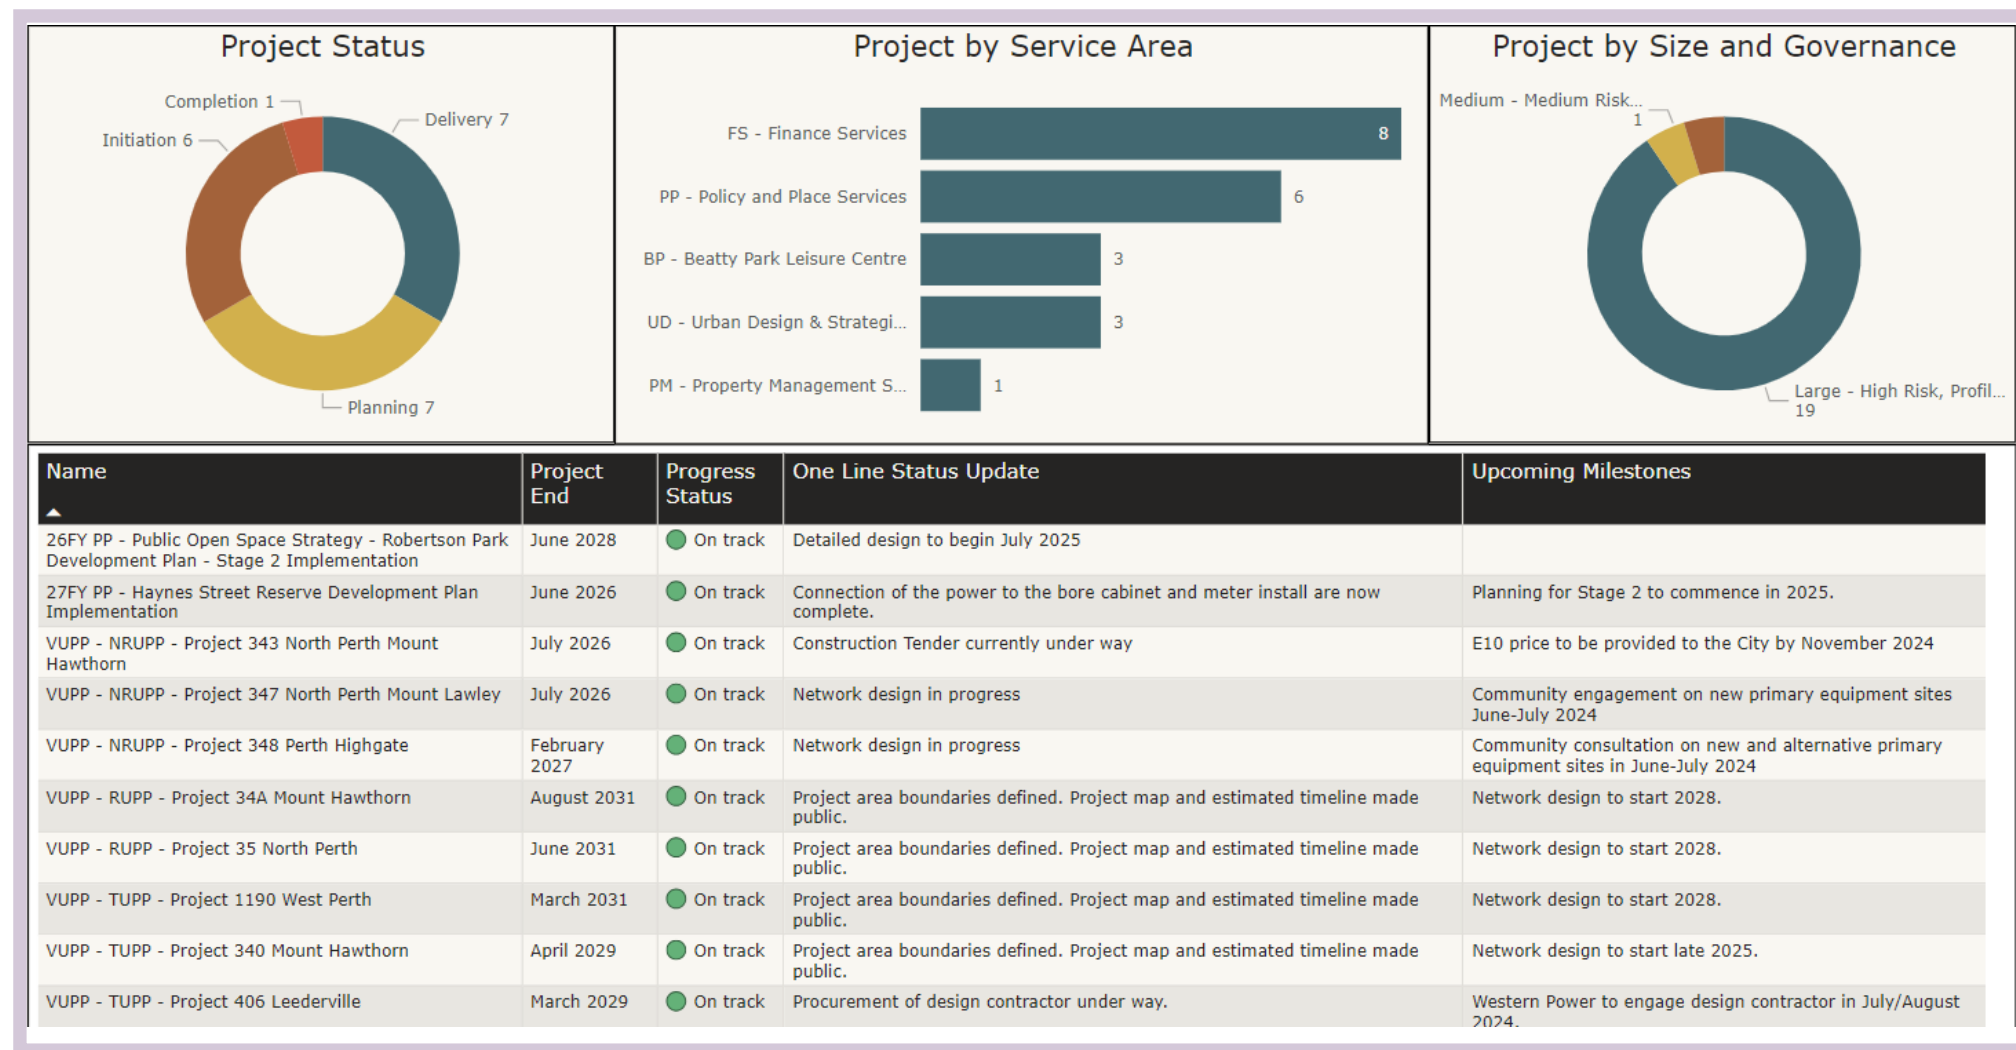 Project Status
Completion 1
Delivery 7
Initiation 6
Planning 7
Project by Service Area
FS - Finance Services
8
PP - Policy and Place Services
6
BP - Beatty Park Leisure Centre
3
UD - Urban Design & Strategi...
3
PM - Property Management S...
1
Project by Size and Governance
Medium - Medium Risk...
1
Large - High Risk, Profil...
19
Name
Project
End
Progress
Status
One Line Status Update
Upcoming Milestones
26FY PP - Public Open Space Strategy - Robertson Park
Development Plan - Stage 2 Implementation
June 2028
On track
Detailed design to begin July 2025
27FY PP - Haynes Street Reserve Development Plan
Implementation
June 2026
On track
Connection of the power to the bore cabinet and meter install are now
complete.
Planning for Stage 2 to commence in 2025.
VUPP - NRUPP - Project 343 North Perth Mount
Hawthorn
July 2026
On track
Construction Tender currently under way
E10 price to be provided to the City by November 2024
VUPP - NRUPP - Project 347 North Perth Mount Lawley
July 2026
On track
Network design in progress
Community engagement on new primary equipment sites
June-July 2024
VUPP - NRUPP - Project 348 Perth Highgate
February
2027
On track
Network design in progress
Community consultation on new and alternative primary
equipment sites in June-July 2024
VUPP - RUPP - Project 34A Mount Hawthorn
August 2031
On track
Project area boundaries defined. Project map and estimated timeline made
public.
Network design to start 2028.
VUPP - RUPP - Project 35 North Perth
June 2031
On track
Project area boundaries defined. Project map and estimated timeline made
public.
Network design to start 2028.
VUPP - TUPP - Project 1190 West Perth
March 2031
On track
Project area boundaries defined. Project map and estimated timeline made
public.
Network design to start 2028.
VUPP - TUPP - Project 340 Mount Hawthorn
April 2029
On track
Project area boundaries defined. Project map and estimated timeline made
public.
Network design to start late 2025.
VUPP - TUPP - Project 406 Leederville
March 2029
On track
Procurement of design contractor under way.
Western Power to engage design contractor in July/August
2024.